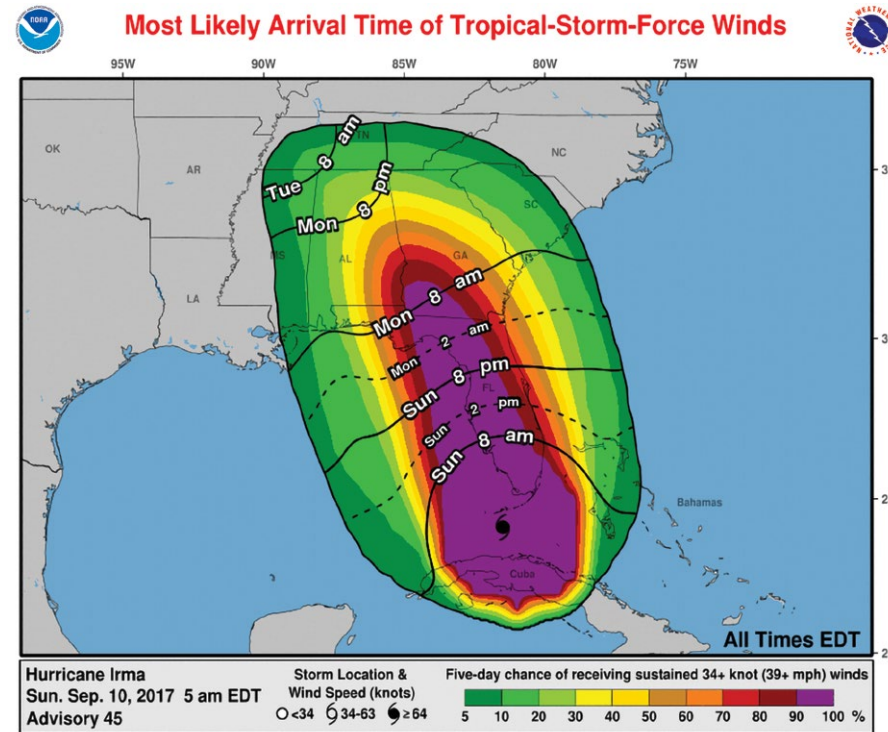 Most Likely Arrival Time of Tropical-Storm-Force Winds
NOAA
95W 90W 85W 80W 75W
OK
AR
TN
NC
SC
MS
AL
GA
LA
FL
Tue 8 am
Mon 8 pm
Mon 8 am
Mon 2 am
Sun 8 pm
Sun 2 pm
Sun 8 am
Bahamas
Cuba
All Times EDT
Hurricane Irma
Sun. Sep. 10, 2017 5 am EDT
Advisory 45
Storm Location &
Wind Speed (knots)
<34 34-63 ≥64
Five-day chance of receiving sustained 34+ knot (39+ mph) winds
5 10 20 30 40 50 60 70 80 90 100 %